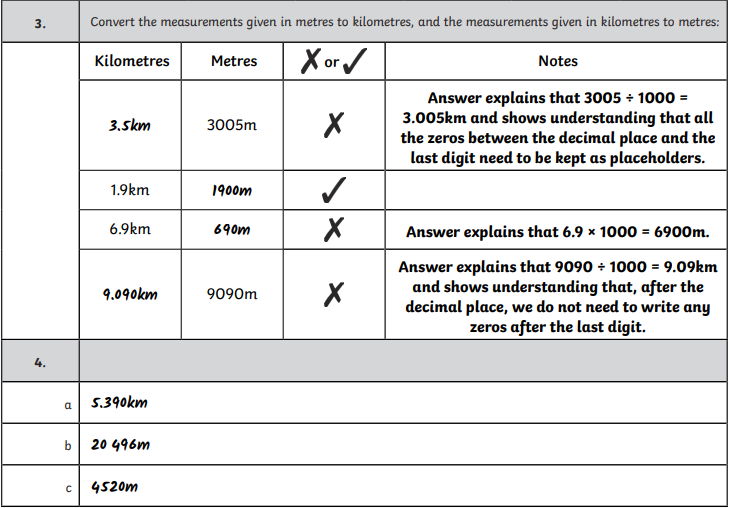 3. Convert the measurements given in metres to kilometres, and the measurements given in kilometres to metres:
Kilometres Metres ✗ or ✓ Notes
3.5km 3005m ✗ Answer explains that 3005 ÷ 1000 =
3.005km and shows understanding that all
the zeros between the decimal place and the
last digit need to be kept as placeholders.
1.9km 1900m ✓
6.9km 690m ✗ Answer explains that 6.9 × 1000 = 6900m.
9.090km 9090m ✗ Answer explains that 9090 ÷ 1000 = 9.09km
and shows understanding that, after the
decimal place, we do not need to write any
zeros after the last digit.
4.
a 5.390km
b 20 496m
c 4520m